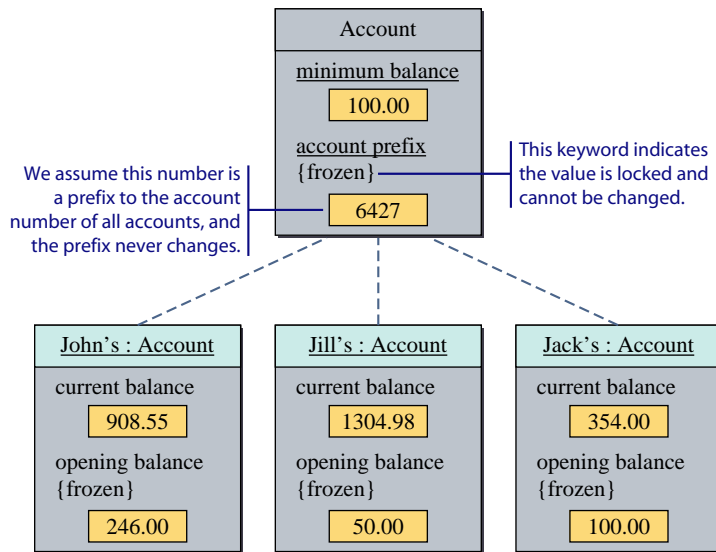 Account
minimum balance
100.00
account prefix
{frozen}
6427
We assume this number is
a prefix to the account
number of all accounts, and
the prefix never changes.
This keyword indicates
the value is locked and
cannot be changed.
John’s : Account
current balance
908.55
opening balance
{frozen}
246.00
Jill’s : Account
current balance
1304.98
opening balance
{frozen}
50.00
Jack’s : Account
current balance
354.00
opening balance
{frozen}
100.00